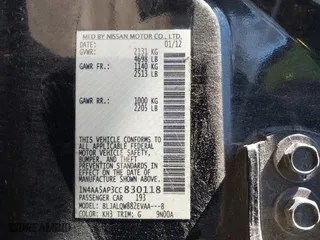 MFD BY NISSAN MOTOR CO., LTD.
DATE: 01/12
GVWR: 2131 KG
4698 LB
GAWR FR.: 1140 KG
2513 LB
GAWR RR.: 1000 KG
2205 LB
THIS VEHICLE CONFORMS TO
ALL APPLICABLE FEDERAL
MOTOR VEHICLE SAFETY,
BUMPER, AND THEFT
PREVENTION STANDARDS IN
EFFECT ON THE DATE OF
MANUFACTURE SHOWN ABOVE.
1N4AA5AP3CC830118
PASSENGER CAR 193
MODEL: BLJALQW882EVAA---B
COLOR: KH3 TRIM: G 9N00A